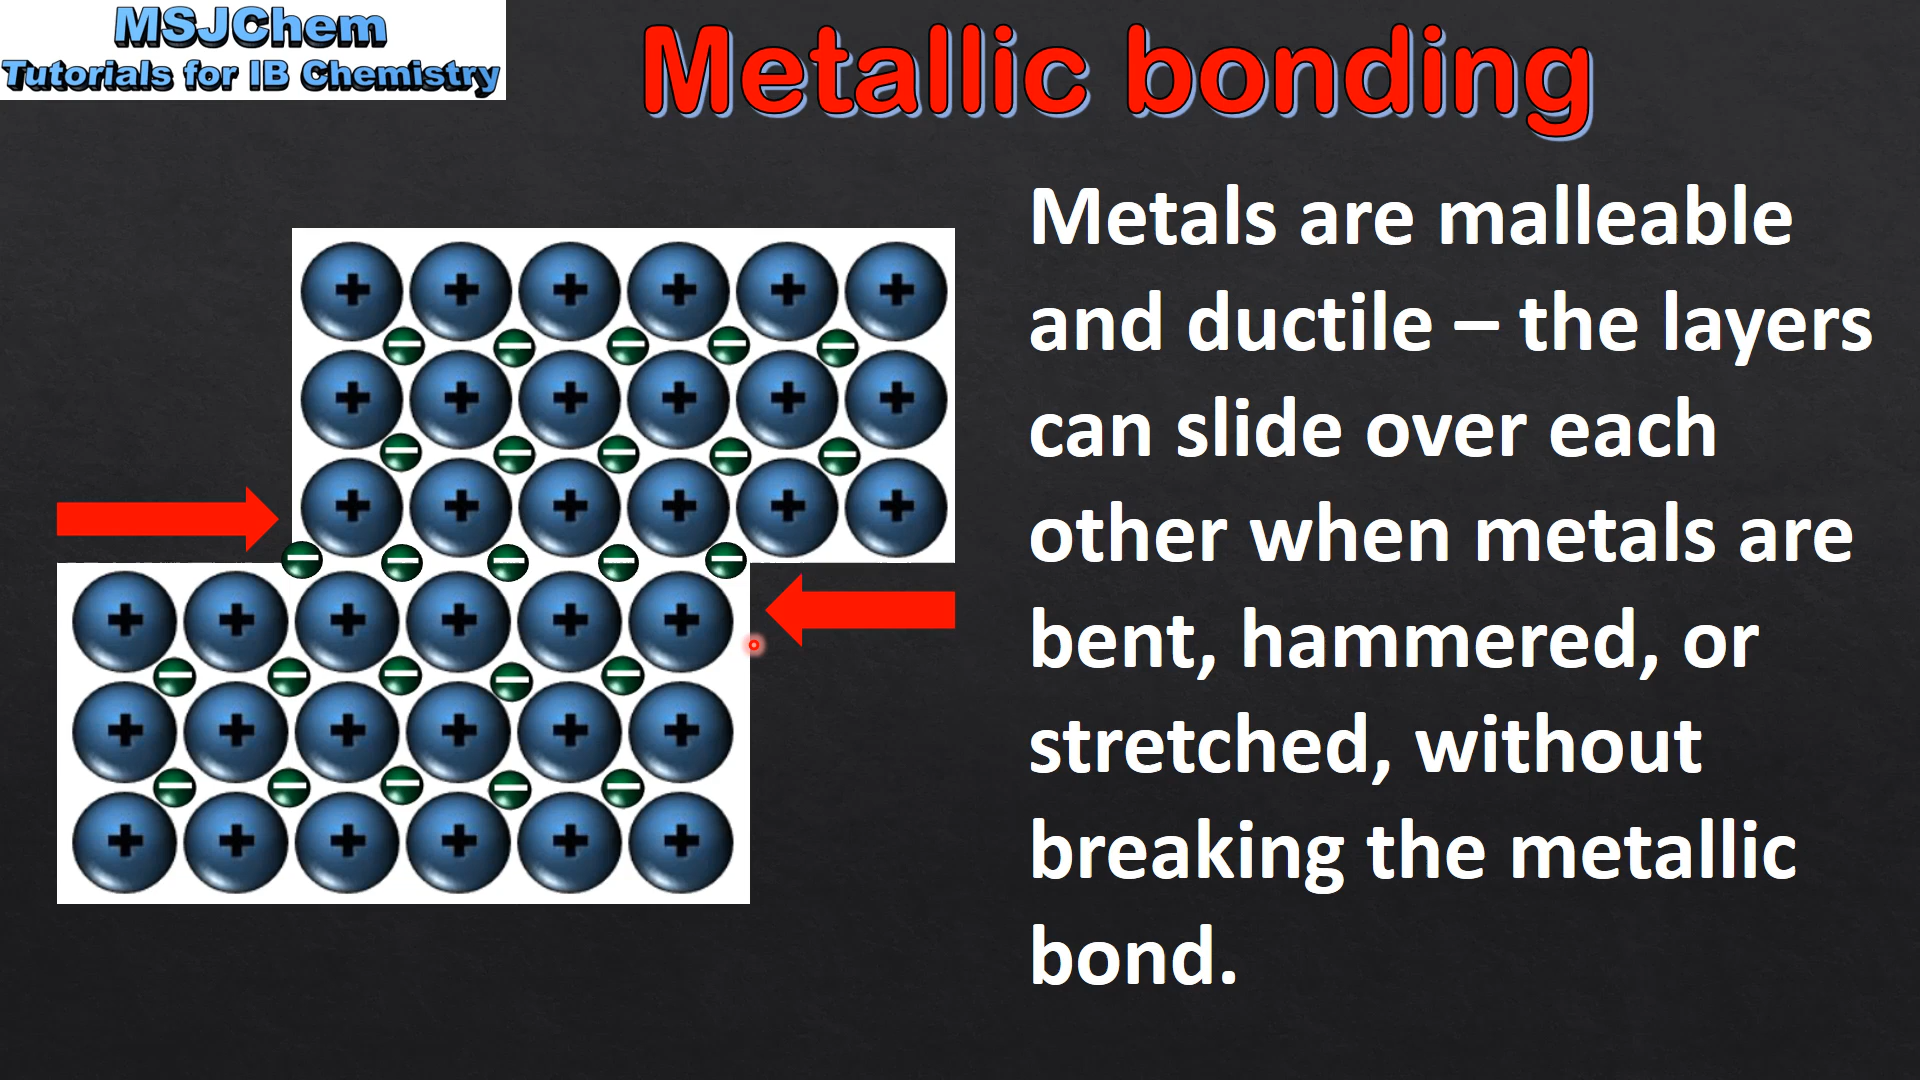 MSJChem
Tutorials for IB Chemistry
Metallic bonding
Metals are malleable
and ductile – the layers
can slide over each
other when metals are
bent, hammered, or
stretched, without
breaking the metallic
bond.
+ + + + + +
− − − − −
+ + + + + +
− − − − −
+ + + + + +
− − − − −
+ + + + + +
− − − − −
+ + + + + +
− − − − −
+ + + + + +